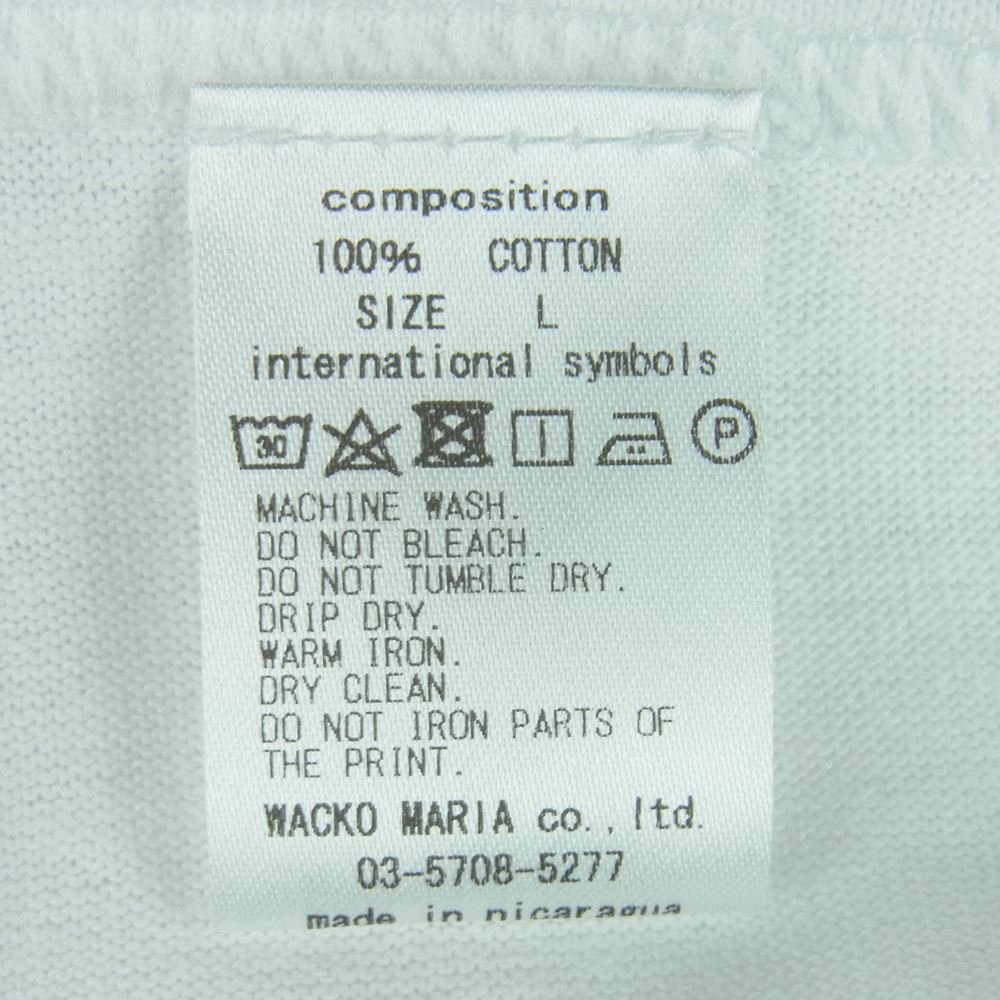 composition
100% COTTON
SIZE L
international symbols
30 P
MACHINE WASH.
DO NOT BLEACH.
DO NOT TUMBLE DRY.
DRIP DRY.
WARM IRON.
DRY CLEAN.
DO NOT IRON PARTS OF
THE PRINT.
WACKO MARIA co., ltd.
03-5708-5277
made in nicaragua